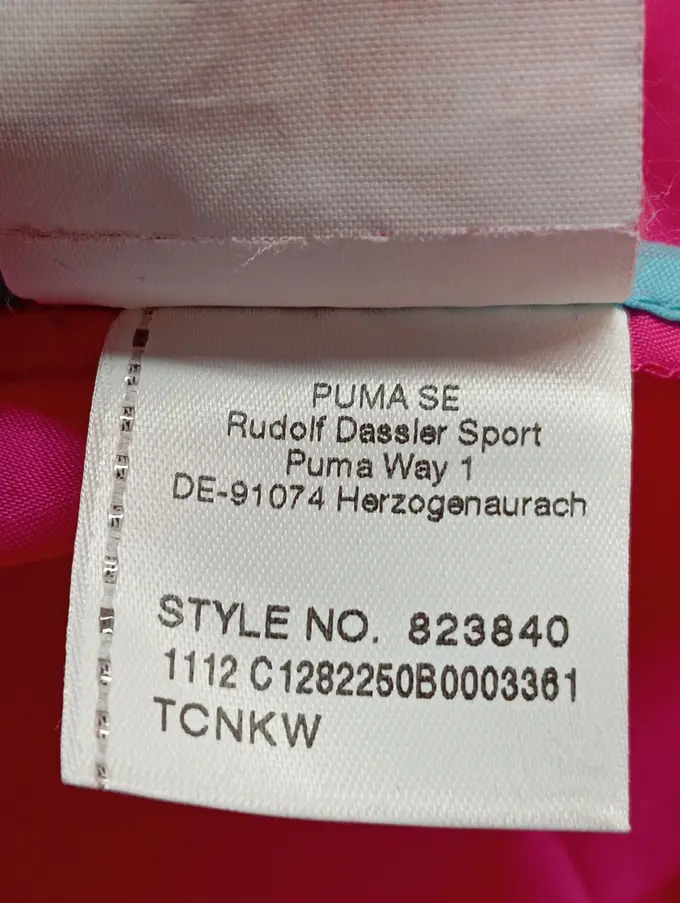 PUMA SE
Rudolf Dassler Sport
Puma Way 1
DE-91074 Herzogenaurach
STYLE NO. 823840
1112 C1282250B0003361
TCNKW